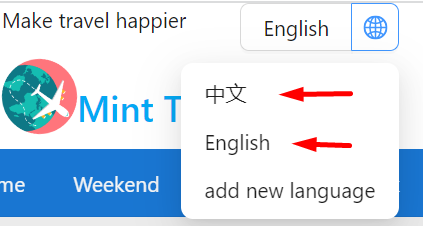 Make travel happier
English
Mint T
中文
English
me
Weekend
add new language